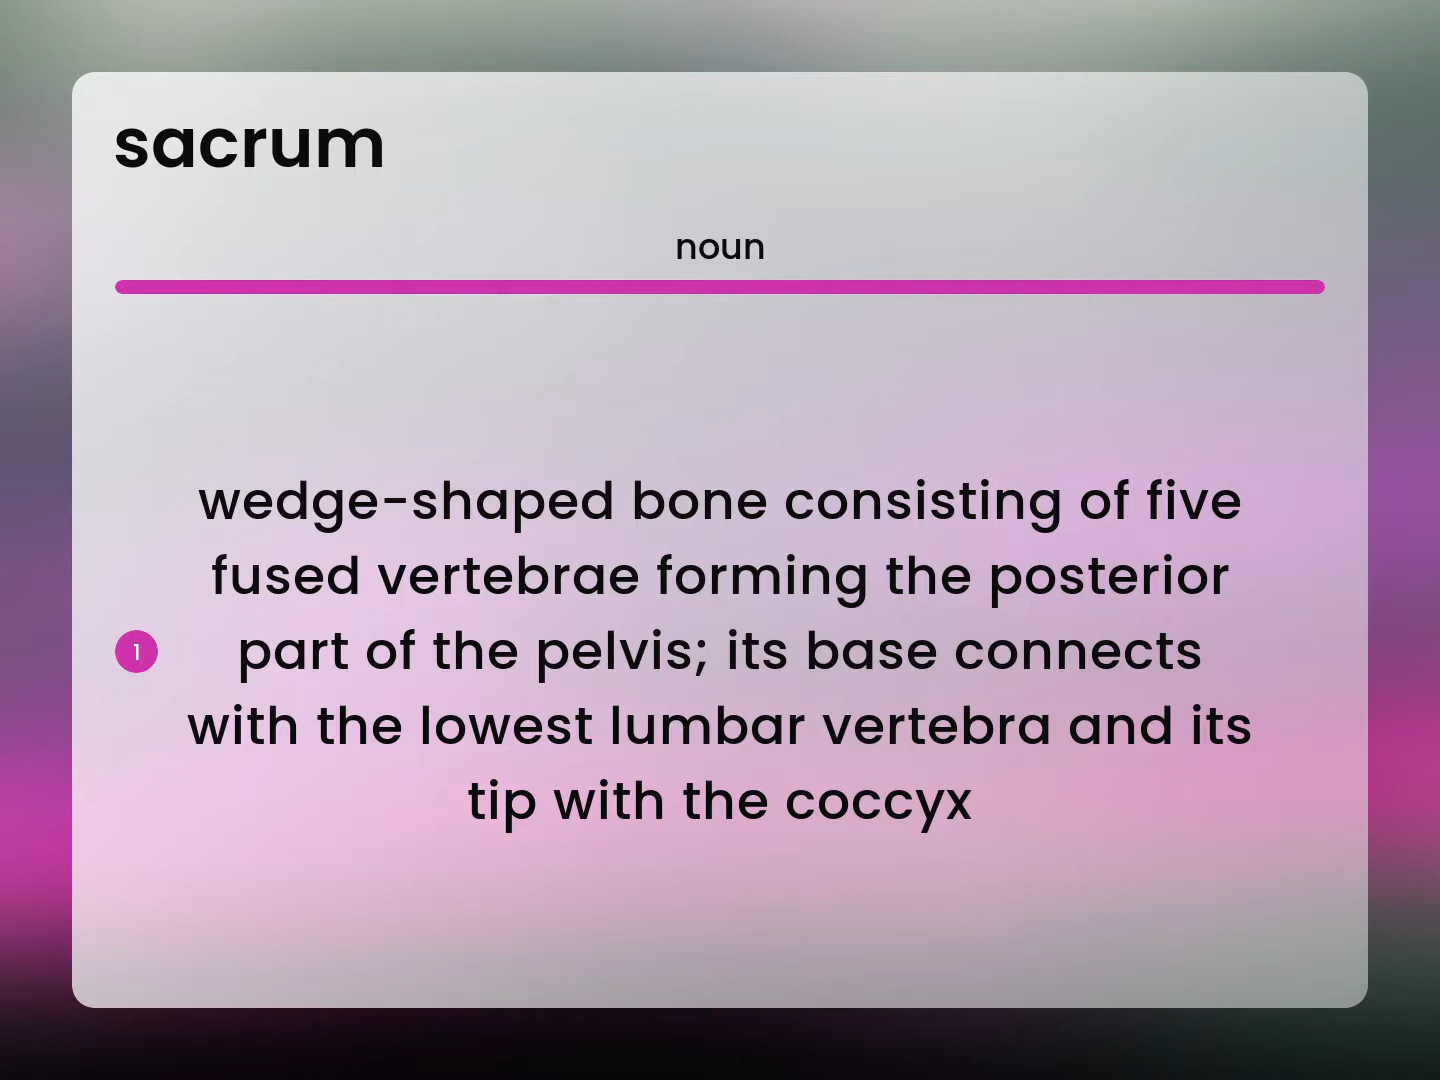 sacrum
noun
wedge-shaped bone consisting of five
fused vertebrae forming the posterior
1
part of the pelvis; its base connects
with the lowest lumbar vertebra and its
tip with the coccyx